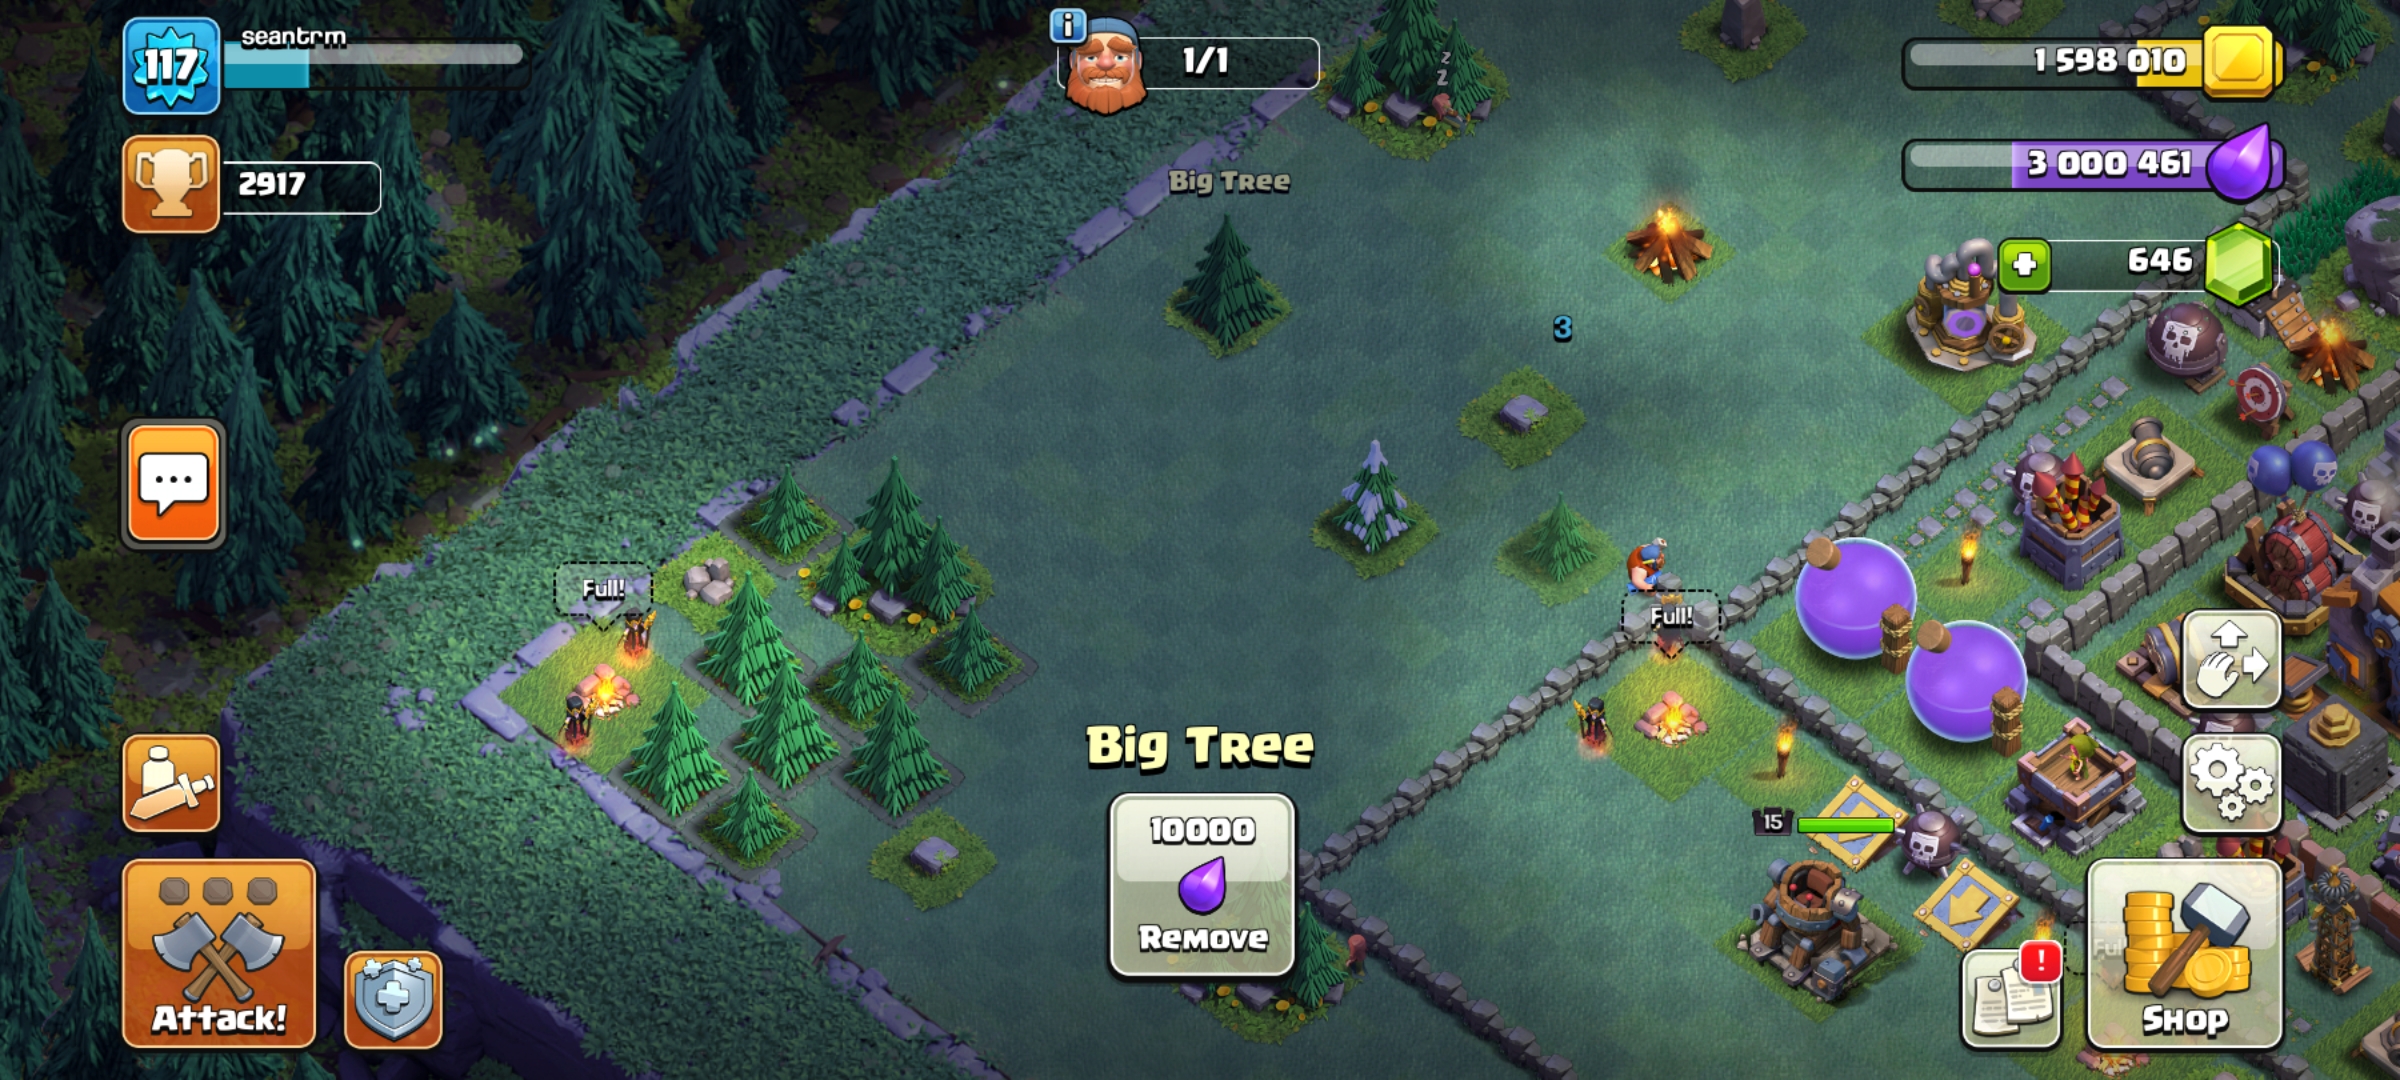 117
seantrm
1/1
1 598 010
2917
z
z
3 000 461
Big Tree
646
3
Full!
Full!
Big Tree
10000
Remove
15
Attack!
!
Full
Shop